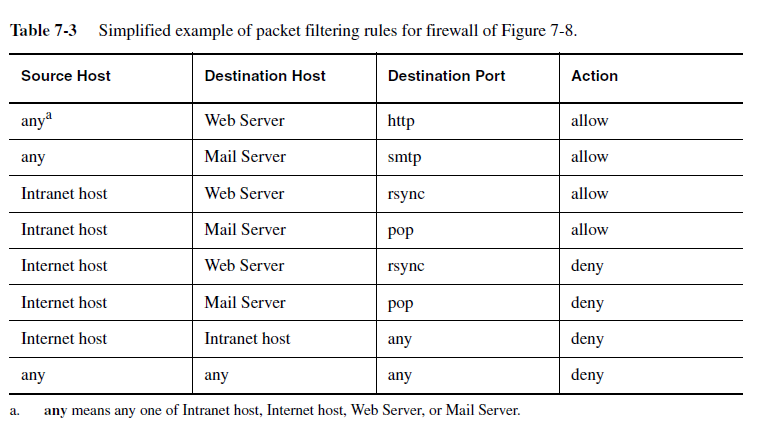 Table 7-3 Simplified example of packet filtering rules for firewall of Figure 7-8.
Source Host Destination Host Destination Port Action
anyᵃ Web Server http allow
any Mail Server smtp allow
Intranet host Web Server rsync allow
Intranet host Mail Server pop allow
Internet host Web Server rsync deny
Internet host Mail Server pop deny
Internet host Intranet host any deny
any any any deny
a. any means any one of Intranet host, Internet host, Web Server, or Mail Server.